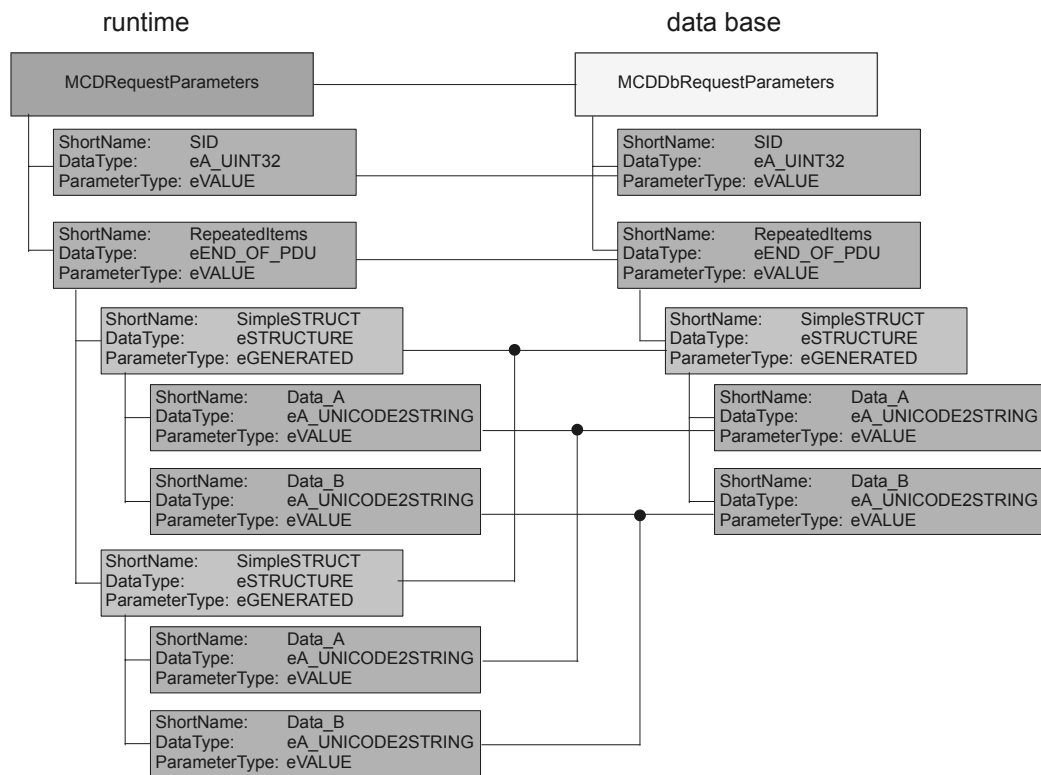 runtime
data base
MCDRequestParameters
MCDDbRequestParameters
ShortName: SID
DataType: eA_UINT32
ParameterType: eVALUE
ShortName: SID
DataType: eA_UINT32
ParameterType: eVALUE
ShortName: RepeatedItems
DataType: eEND_OF_PDU
ParameterType: eVALUE
ShortName: RepeatedItems
DataType: eEND_OF_PDU
ParameterType: eVALUE
ShortName: SimpleSTRUCT
DataType: eSTRUCTURE
ParameterType: eGENERATED
ShortName: SimpleSTRUCT
DataType: eSTRUCTURE
ParameterType: eGENERATED
ShortName: Data_A
DataType: eA_UNICODE2STRING
ParameterType: eVALUE
ShortName: Data_A
DataType: eA_UNICODE2STRING
ParameterType: eVALUE
ShortName: Data_B
DataType: eA_UNICODE2STRING
ParameterType: eVALUE
ShortName: Data_B
DataType: eA_UNICODE2STRING
ParameterType: eVALUE
ShortName: SimpleSTRUCT
DataType: eSTRUCTURE
ParameterType: eGENERATED
ShortName: Data_A
DataType: eA_UNICODE2STRING
ParameterType: eVALUE
ShortName: Data_B
DataType: eA_UNICODE2STRING
ParameterType: eVALUE